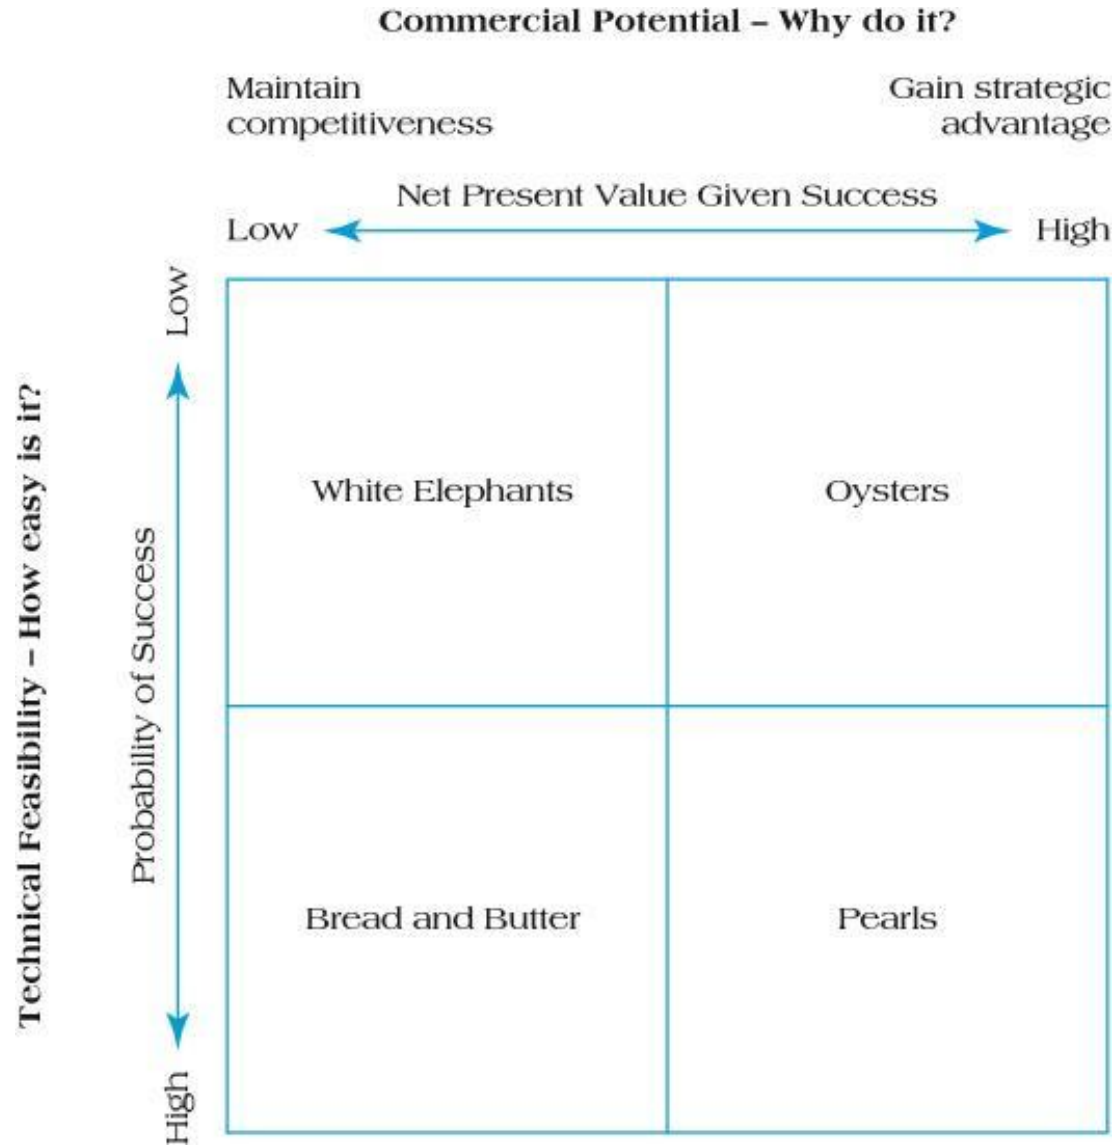 Commercial Potential – Why do it?
Maintain
competitiveness
Gain strategic
advantage
Net Present Value Given Success
Low
High
Technical Feasibility – How easy is it?
Probability of Success
Low
High
White Elephants
Oysters
Bread and Butter
Pearls